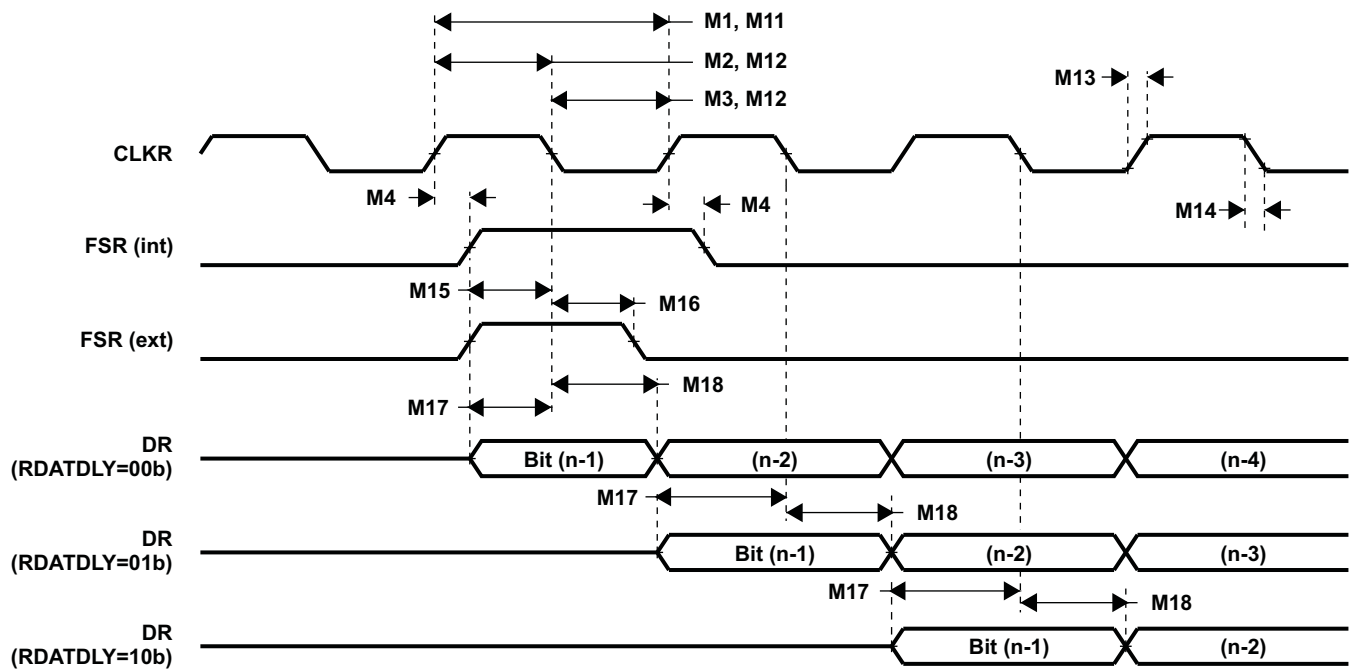 M1, M11
M2, M12
M13
M3, M12
CLKR
M4
M4
M14
FSR (int)
M15
M16
FSR (ext)
M18
M17
DR
(RDATDLY=00b)
Bit (n-1)
(n-2)
(n-3)
(n-4)
M17
M18
DR
(RDATDLY=01b)
Bit (n-1)
(n-2)
(n-3)
M17
M18
DR
(RDATDLY=10b)
Bit (n-1)
(n-2)